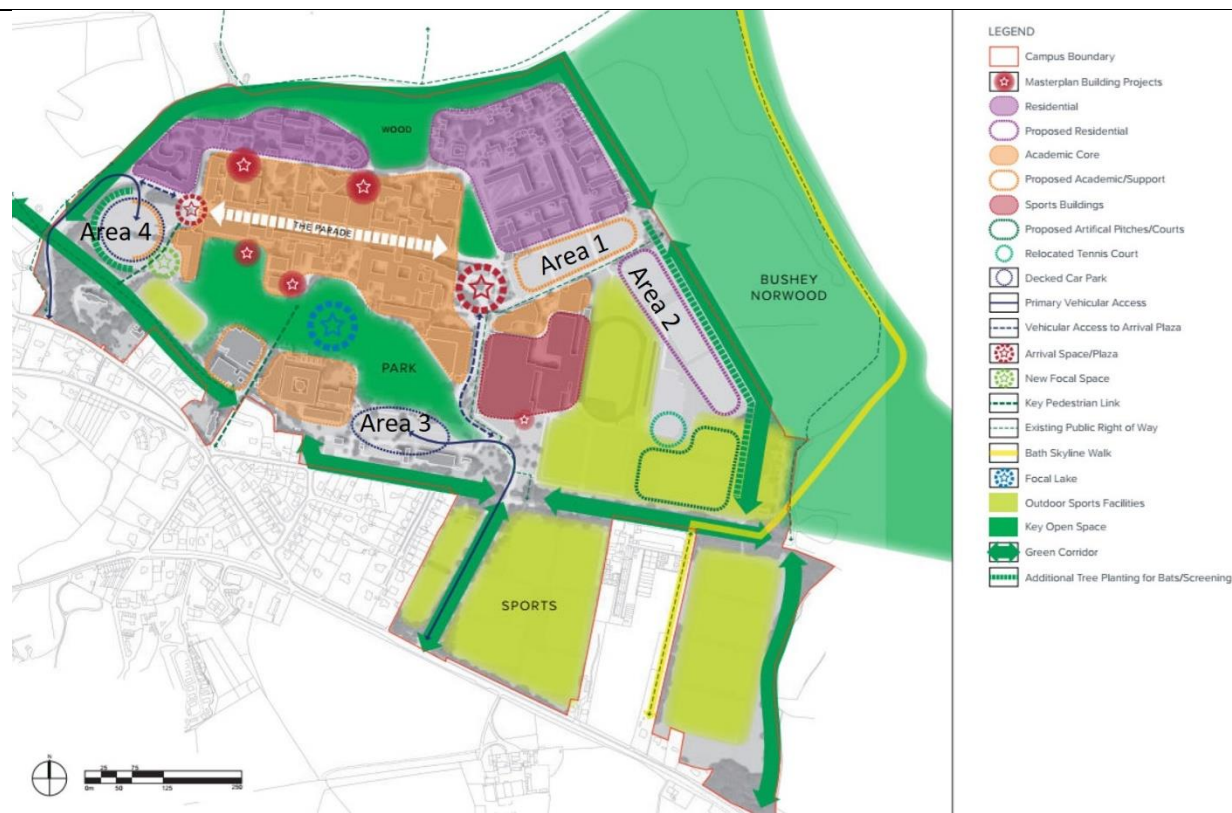 WOOD
THE PARADE
Area 4
Area 1
Area 2
BUSHEY
NORWOOD
PARK
Area 3
SPORTS
N
25 75
0m 50 125 250
LEGEND
Campus Boundary
Masterplan Building Projects
Residential
Proposed Residential
Academic Core
Proposed Academic/Support
Sports Buildings
Proposed Artifical Pitches/Courts
Relocated Tennis Court
Decked Car Park
Primary Vehicular Access
Vehicular Access to Arrival Plaza
Arrival Space/Plaza
New Focal Space
Key Pedestrian Link
Existing Public Right of Way
Bath Skyline Walk
Focal Lake
Outdoor Sports Facilities
Key Open Space
Green Corridor
Additional Tree Planting for Bats/Screening